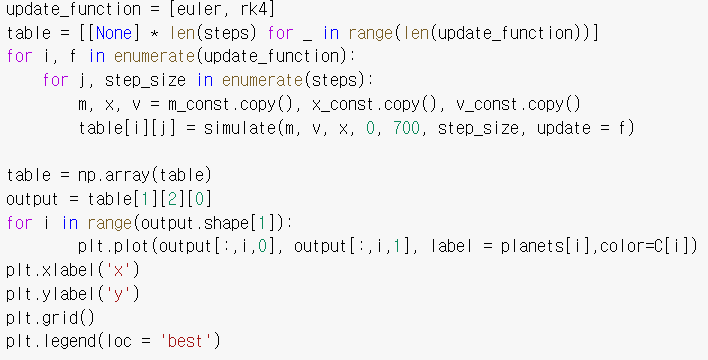 update_function = [euler, rk4]
table = [[None] * len(steps) for _ in range(len(update_function))]
for i, f in enumerate(update_function):
    for j, step_size in enumerate(steps):
        m, x, v = m_const.copy(), x_const.copy(), v_const.copy()
        table[i][j] = simulate(m, v, x, 0, 700, step_size, update = f)

table = np.array(table)
output = table[1][2][0]
for i in range(output.shape[1]):
        plt.plot(output[:,i,0], output[:,i,1], label = planets[i],color=C[i])
plt.xlabel('x')
plt.ylabel('y')
plt.grid()
plt.legend(loc = 'best')